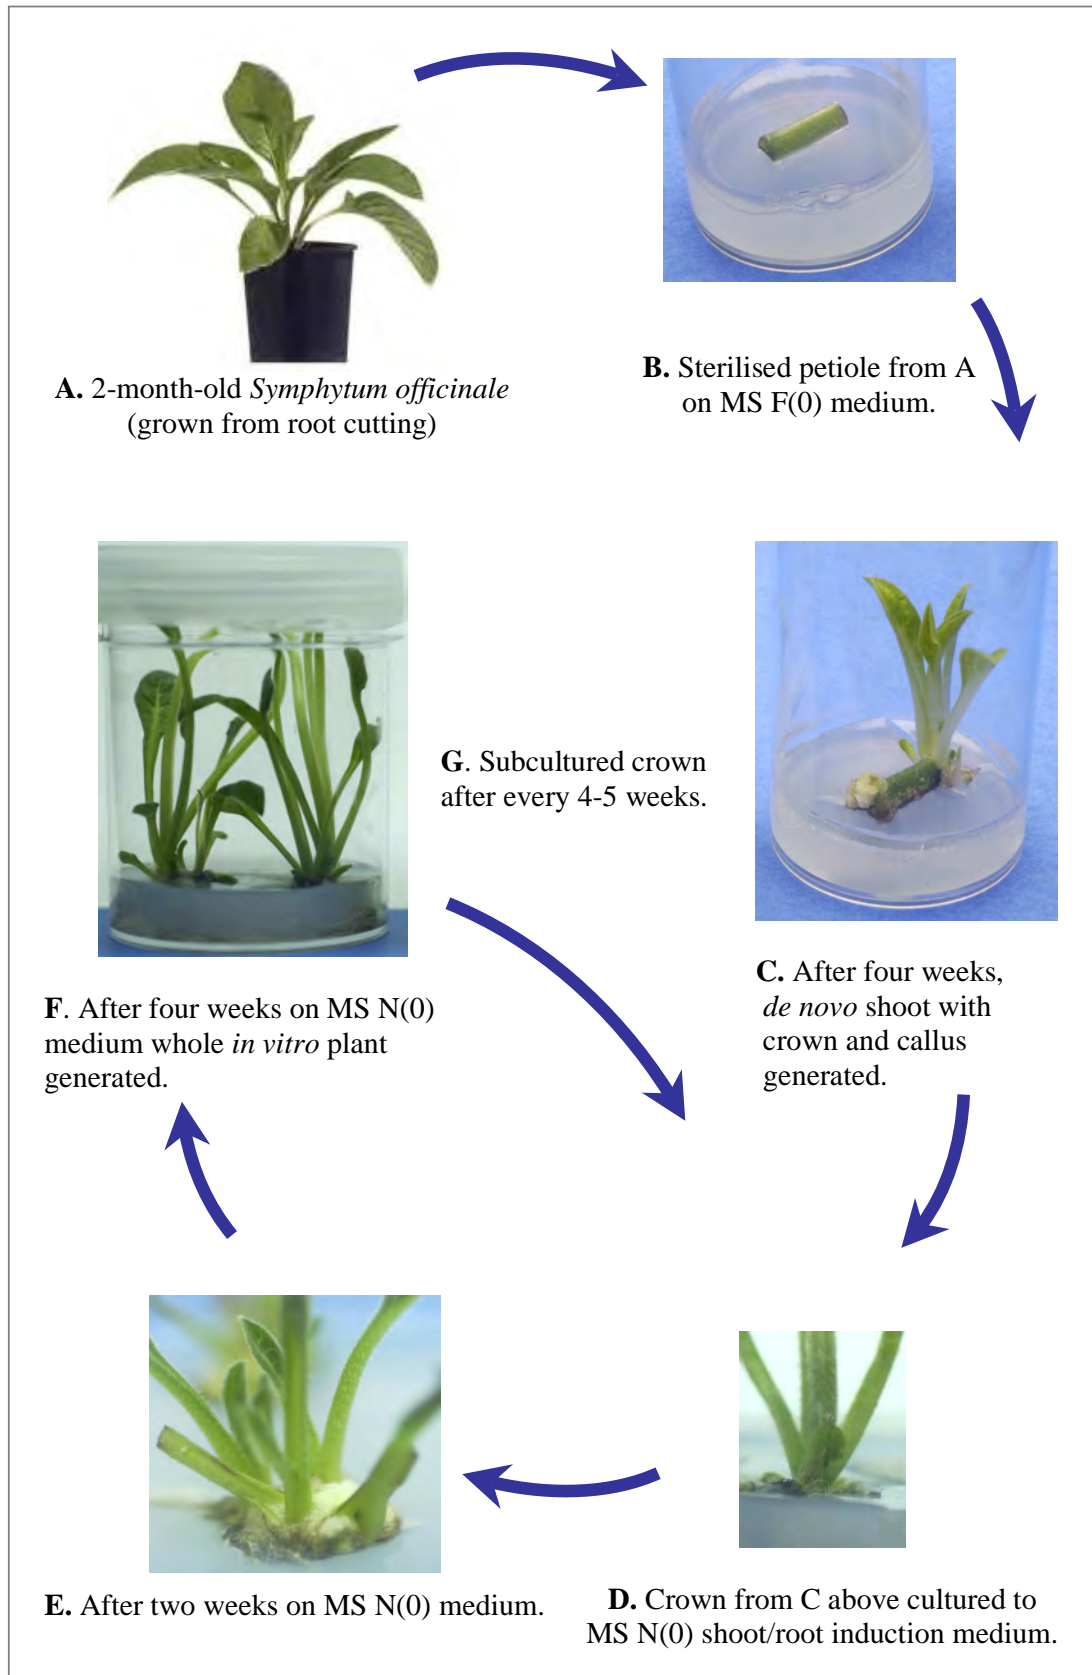 A. 2-month-old Symphytum officinale
(grown from root cutting)
B. Sterilised petiole from A
on MS F(0) medium.
C. After four weeks,
de novo shoot with
crown and callus
generated.
D. Crown from C above cultured to
MS N(0) shoot/root induction medium.
E. After two weeks on MS N(0) medium.
F. After four weeks on MS N(0)
medium whole in vitro plant
generated.
G. Subcultured crown
after every 4-5 weeks.